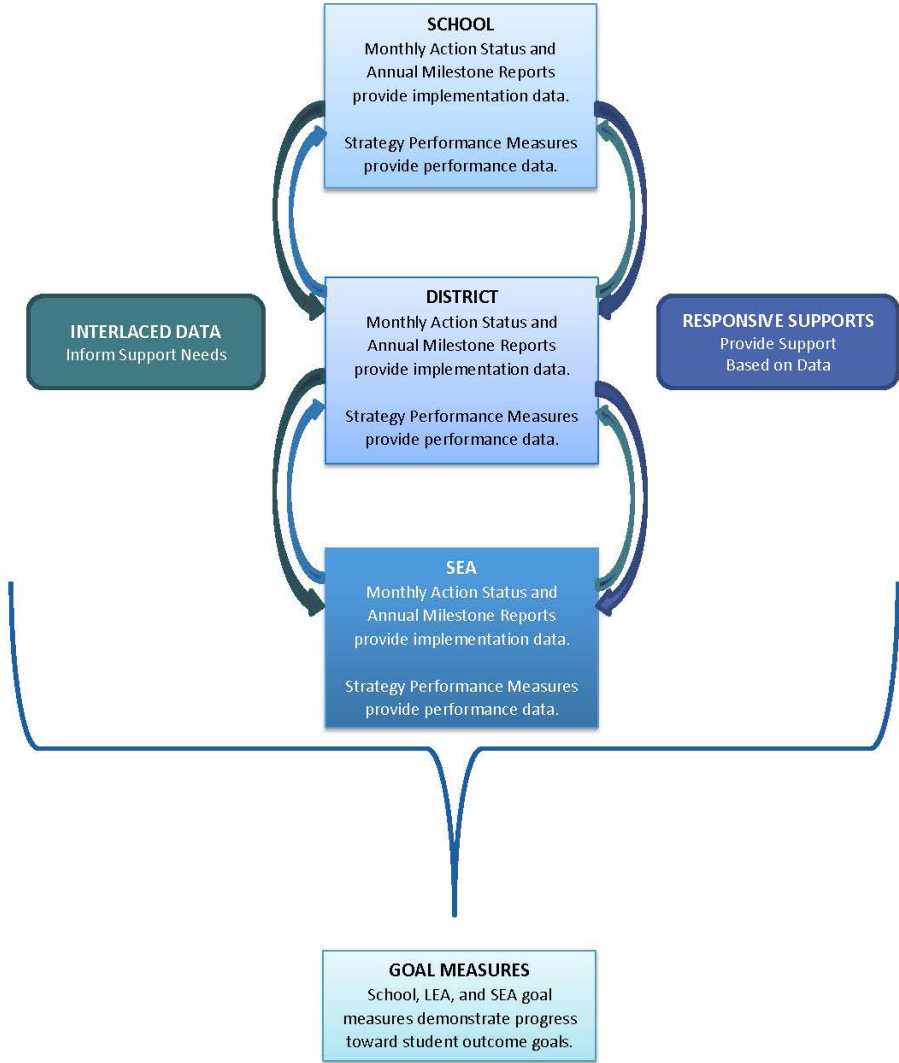 SCHOOL
Monthly Action Status and
Annual Milestone Reports
provide implementation data.
Strategy Performance Measures
provide performance data.
INTERLACED DATA
Inform Support Needs
DISTRICT
Monthly Action Status and
Annual Milestone Reports
provide implementation data.
Strategy Performance Measures
provide performance data.
RESPONSIVE SUPPORTS
Provide Support
Based on Data
SEA
Monthly Action Status and
Annual Milestone Reports
provide implementation data.
Strategy Performance Measures
provide performance data.
GOAL MEASURES
School, LEA, and SEA goal
measures demonstrate progress
toward student outcome goals.